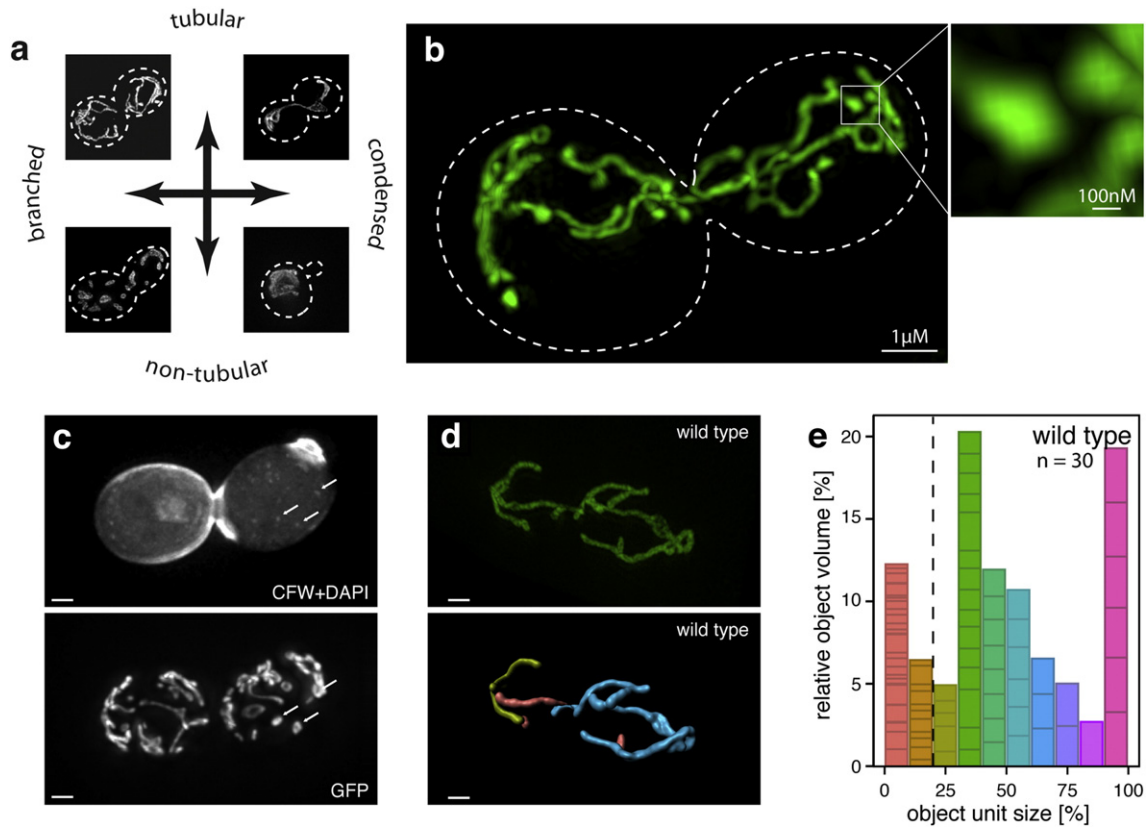 a
tubular
branched
condensed
non-tubular
b
1µM
100nM
c
CFW+DAPI
GFP
d
wild type
wild type
e
wild type
n = 30
relative object volume [%]
20
15
10
5
0
0
25
50
75
100
object unit size [%]